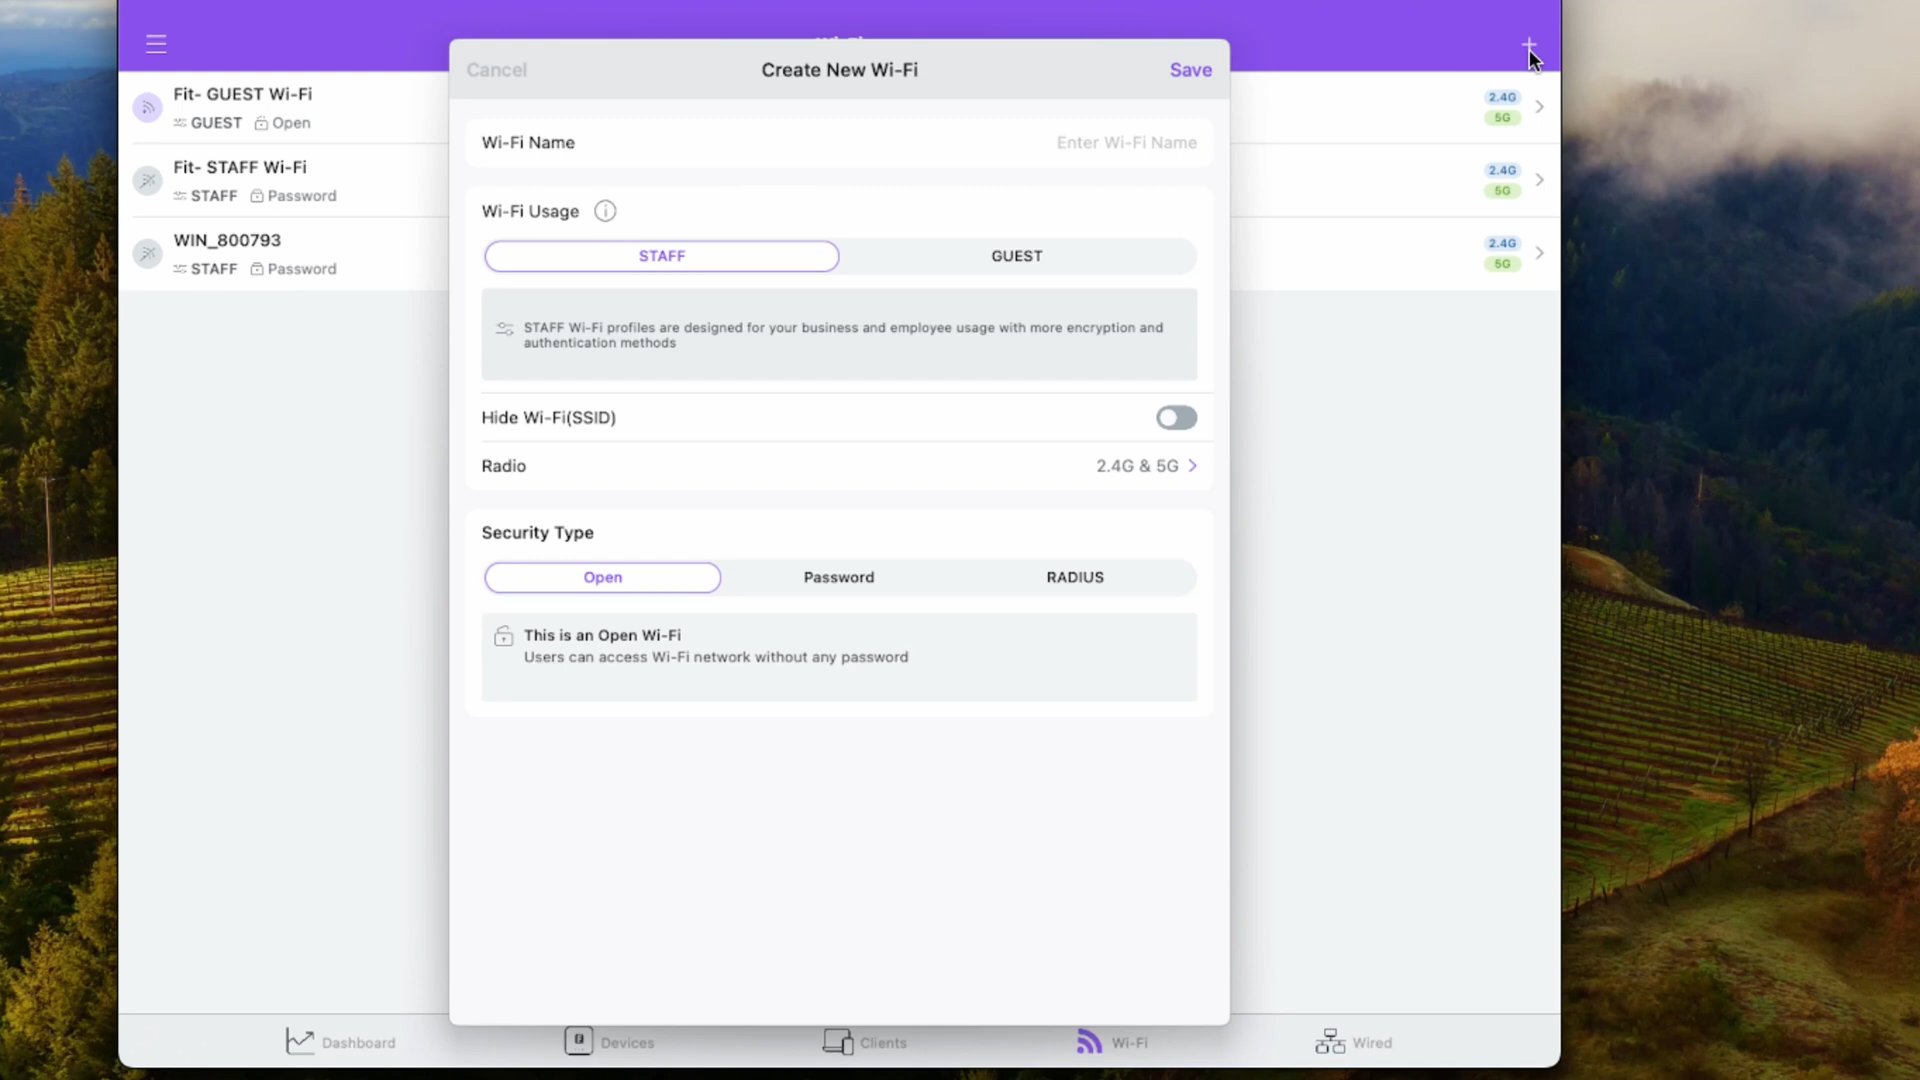 Cancel
Create New Wi-Fi
Save
Fit- GUEST Wi-Fi
GUEST Open
2.4G
5G
Fit- STAFF Wi-Fi
STAFF Password
2.4G
5G
WIN_800793
STAFF Password
2.4G
5G
Wi-Fi Name
Enter Wi-Fi Name
Wi-Fi Usage
STAFF
GUEST
STAFF Wi-Fi profiles are designed for your business and employee usage with more encryption and
authentication methods
Hide Wi-Fi(SSID)
Radio
2.4G & 5G
Security Type
Open
Password
RADIUS
This is an Open Wi-Fi
Users can access Wi-Fi network without any password
Dashboard
Devices
Clients
Wi-Fi
Wired